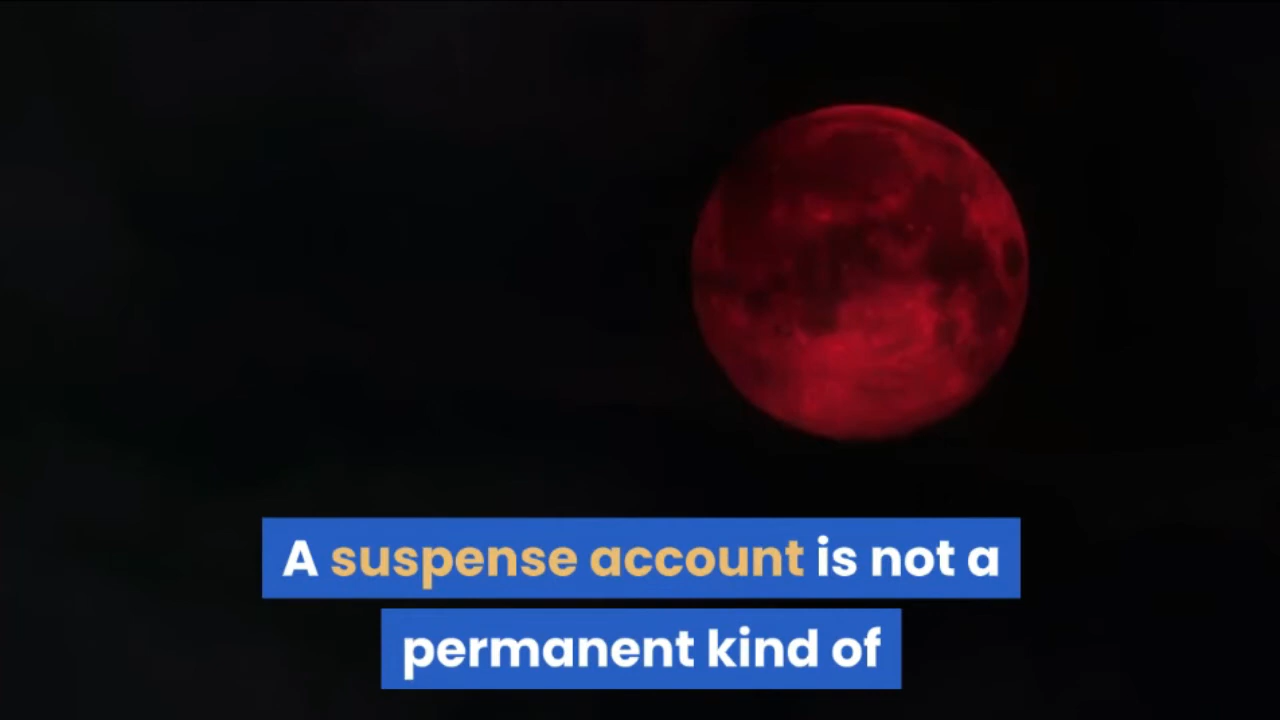 A suspense account is not a
permanent kind of